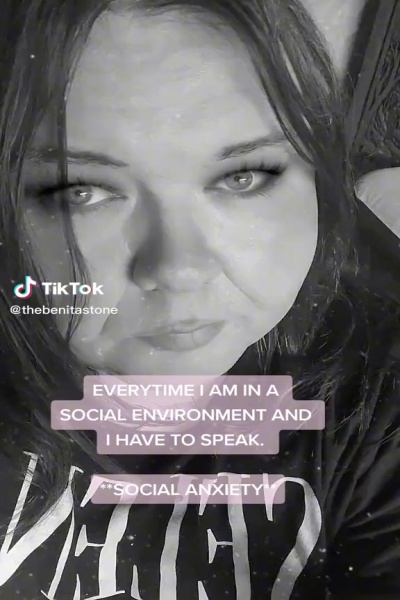 TikTok
@thebenitastone
EVERYTIME I AM IN A
SOCIAL ENVIRONMENT AND
I HAVE TO SPEAK.
**SOCIAL ANXIETY**